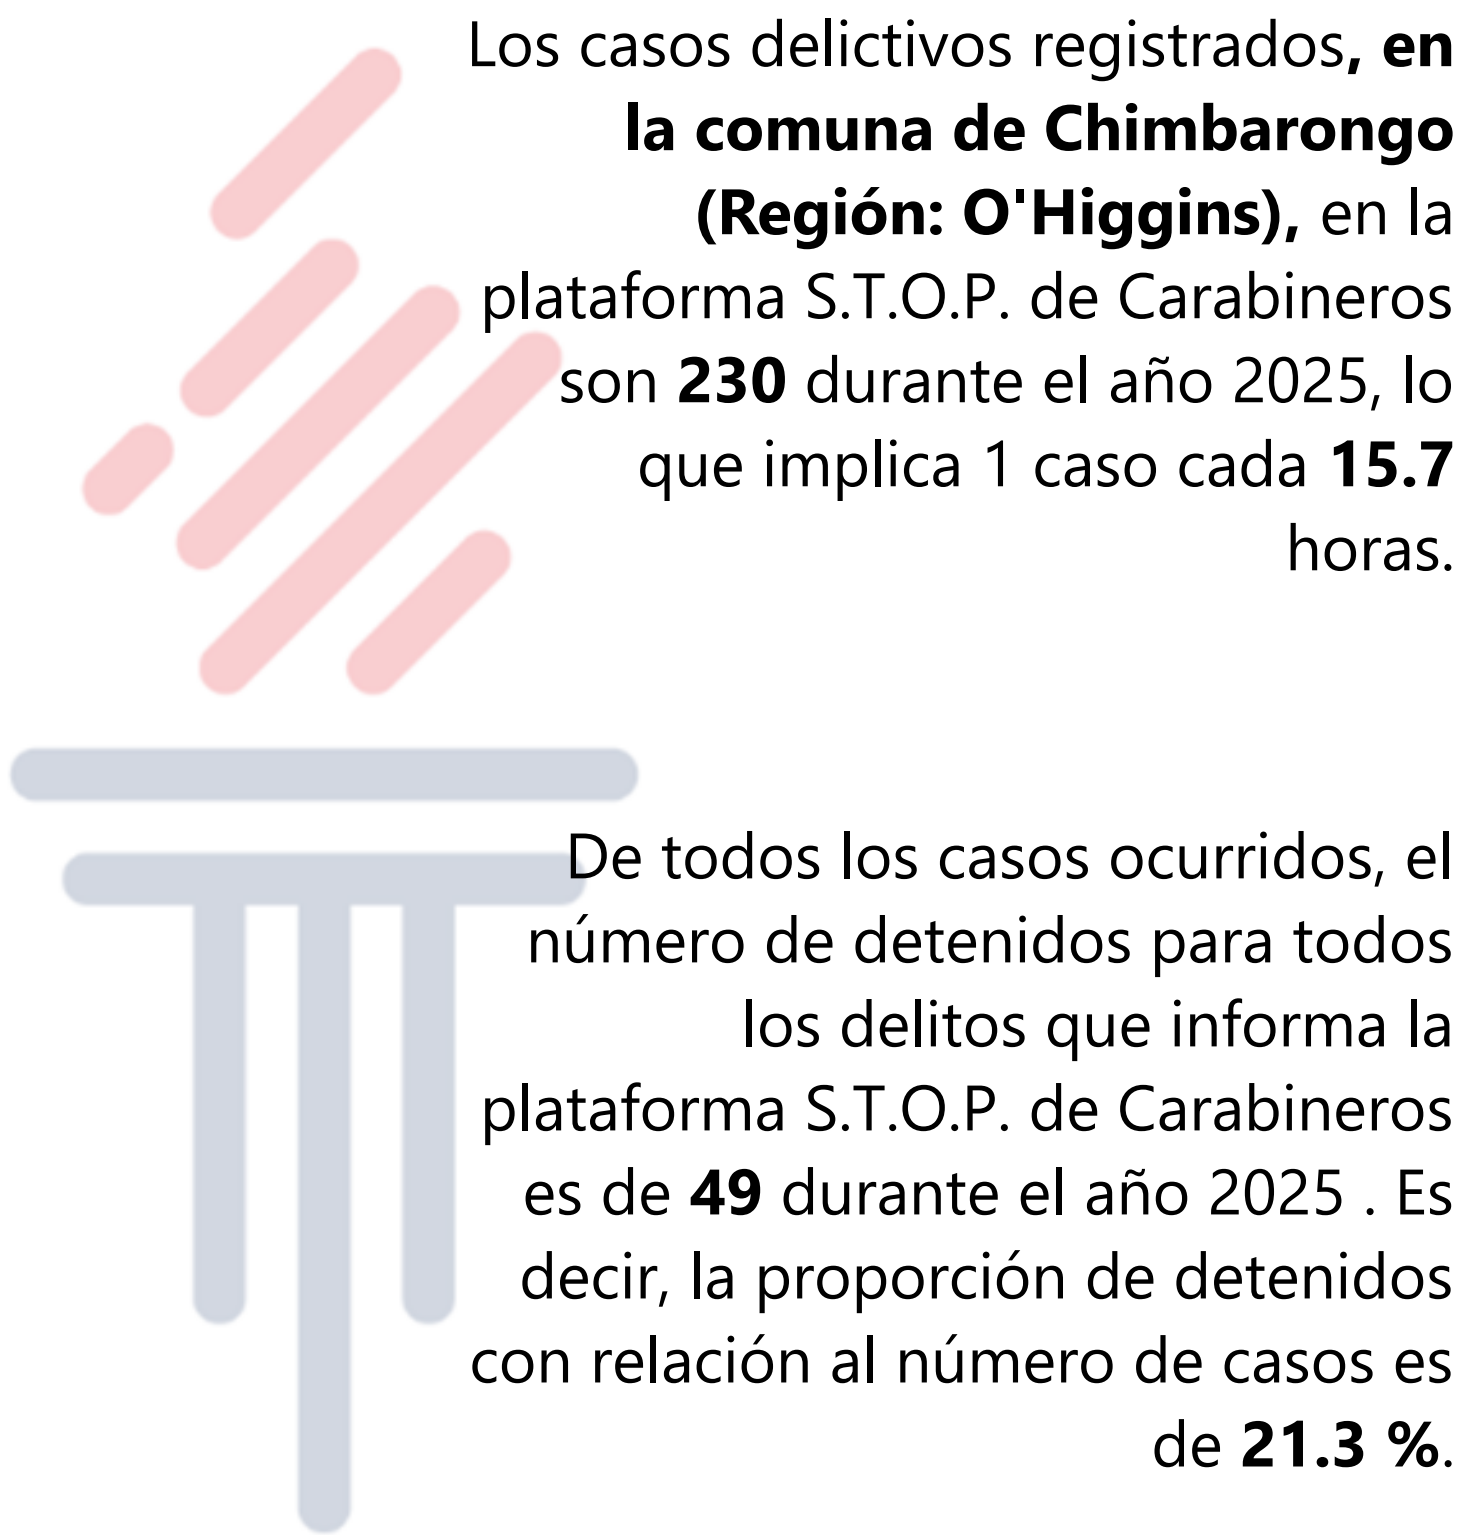 Los casos delictivos registrados, en
la comuna de Chimbarongo
(Región: O'Higgins), en la
plataforma S.T.O.P. de Carabineros
son 230 durante el año 2025, lo
que implica 1 caso cada 15.7
horas.
De todos los casos ocurridos, el
número de detenidos para todos
los delitos que informa la
plataforma S.T.O.P. de Carabineros
es de 49 durante el año 2025 . Es
decir, la proporción de detenidos
con relación al número de casos es
de 21.3 %.